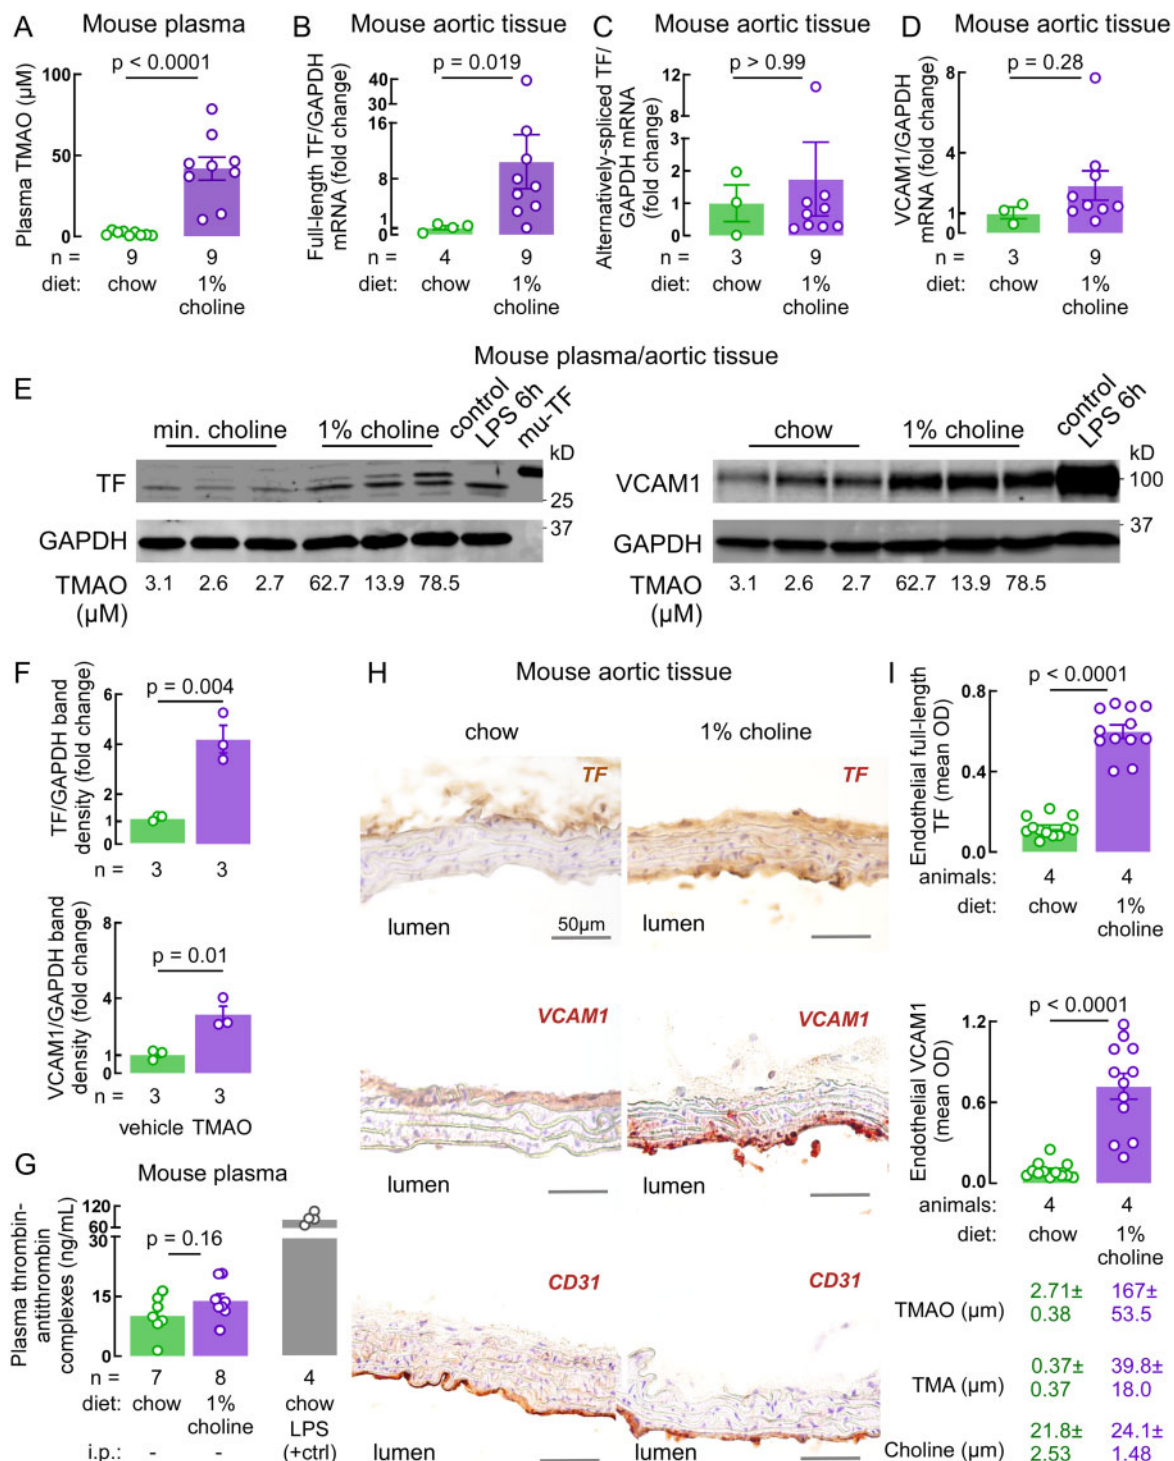 A Mouse plasma
p < 0.0001
Plasma TMAO (µM)
100
50
0
n = 9 9
diet: chow 1%
choline
B Mouse aortic tissue
p = 0.019
Full-length TF/GAPDH
mRNA (fold change)
40
30
16
8
1
0
n = 4 9
diet: chow 1%
choline
C Mouse aortic tissue
p > 0.99
Alternatively-spliced TF/
GAPDH mRNA
(fold change)
12
8
3
2
1
0
n = 3 9
diet: chow 1%
choline
D Mouse aortic tissue
p = 0.28
VCAM1/GAPDH
mRNA (fold change)
8
4
1
0
n = 3 9
diet: chow 1%
choline
Mouse plasma/aortic tissue
E
min. choline 1% choline control LPS 6h mu-TF
kD
TF
25
37
GAPDH
TMAO 3.1 2.6 2.7 62.7 13.9 78.5
(µM)
chow 1% choline control LPS 6h
kD
VCAM1 100
37
GAPDH
TMAO 3.1 2.6 2.7 62.7 13.9 78.5
(µM)
F
p = 0.004
TF/GAPDH band
density (fold change)
6
4
2
1
0
n = 3 3
p = 0.01
VCAM1/GAPDH band
density (fold change)
8
4
1
0
n = 3 3
vehicle TMAO
G Mouse plasma
p = 0.16
Plasma thrombin-
antithrombin
complexes (ng/mL)
120
60
30
15
0
n = 7 8 4
diet: chow 1% chow
choline LPS
i.p.: - - (+ctrl)
H Mouse aortic tissue
chow 1% choline
TF TF
lumen 50µm lumen
VCAM1 VCAM1
lumen lumen
CD31 CD31
lumen lumen
I
p < 0.0001
Endothelial full-length
TF (mean OD)
0.8
0.4
0.0
animals: 4 4
diet: chow 1%
choline
p < 0.0001
Endothelial VCAM1
(mean OD)
1.2
0.6
0.0
animals: 4 4
diet: chow 1%
choline
TMAO (µm) 2.71± 167±
0.38 53.5
TMA (µm) 0.37± 39.8±
0.37 18.0
Choline (µm) 21.8± 24.1±
2.53 1.48